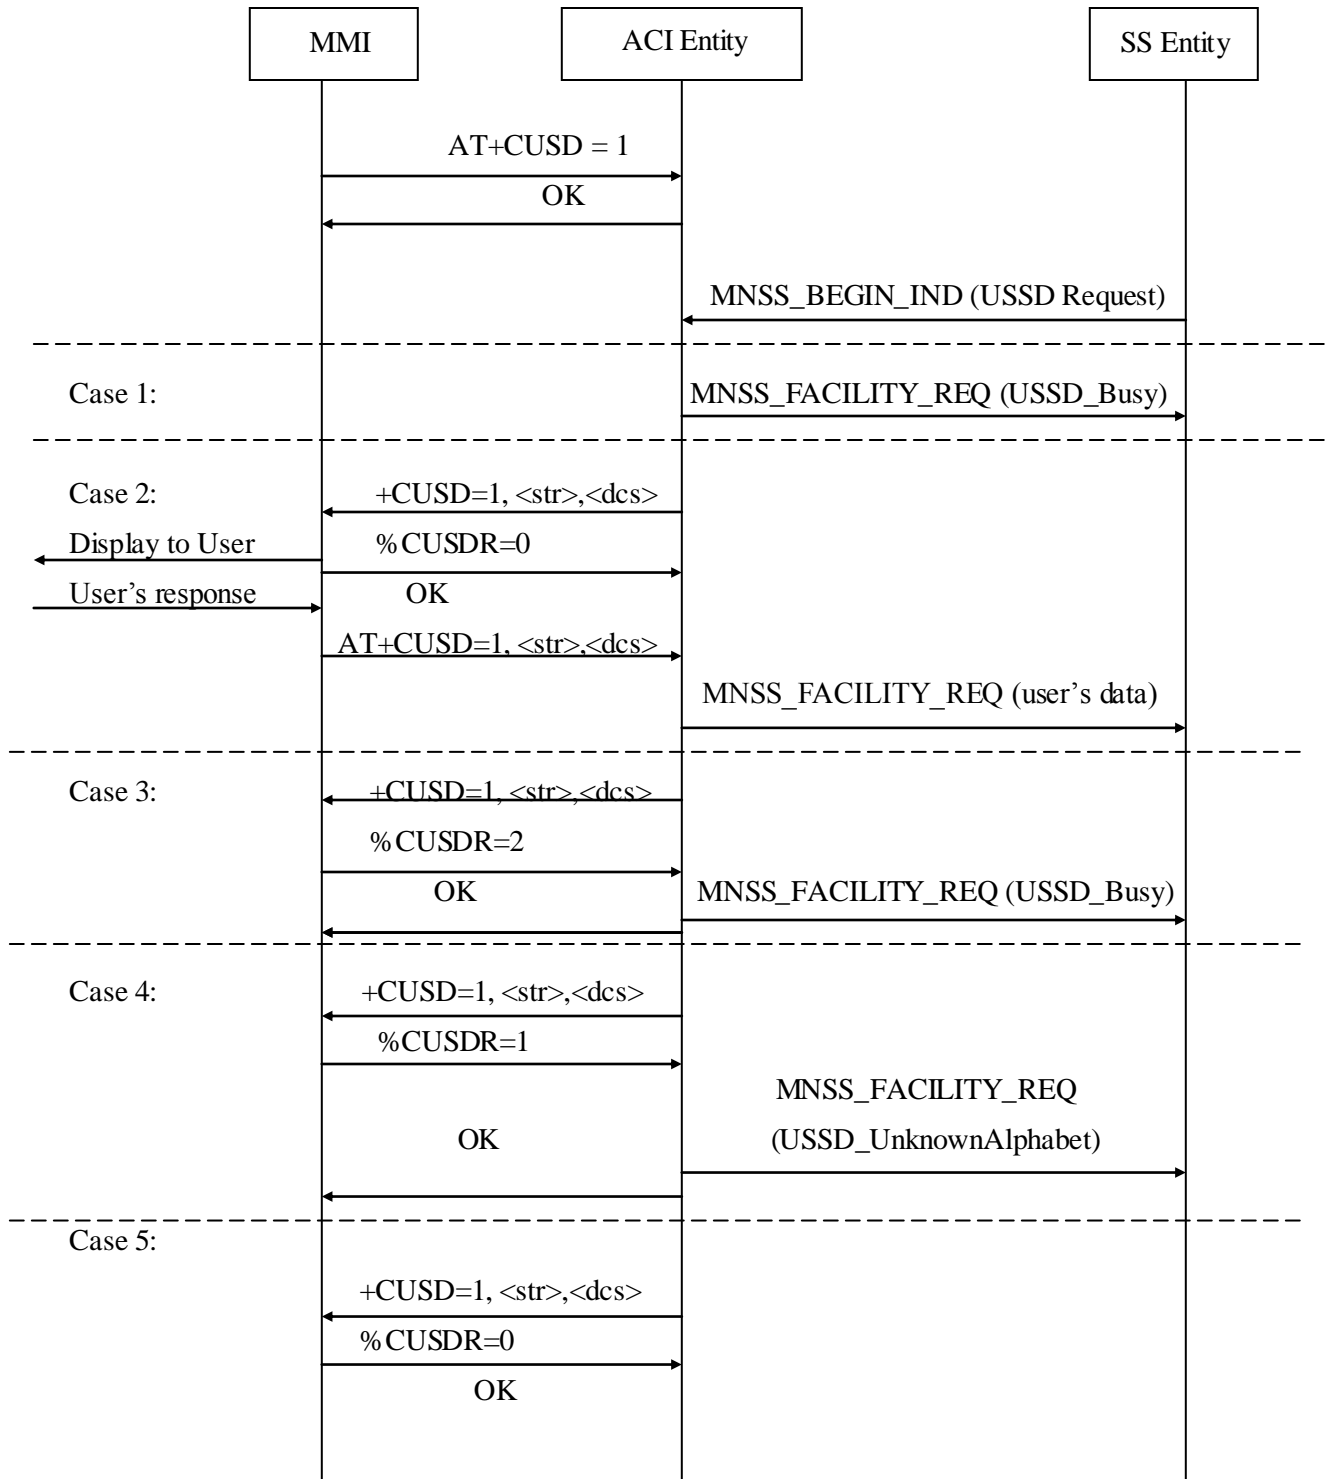 MMI
ACI Entity
SS Entity
AT+CUSD = 1
OK
MNSS_BEGIN_IND (USSD Request)
Case 1:
MNSS_FACILITY_REQ (USSD_Busy)
Case 2:
+CUSD=1, <str>,<dcs>
Display to User
%CUSDR=0
User's response
OK
AT+CUSD=1, <str>,<dcs>
MNSS_FACILITY_REQ (user's data)
Case 3:
+CUSD=1, <str>,<dcs>
%CUSDR=2
OK
MNSS_FACILITY_REQ (USSD_Busy)
Case 4:
+CUSD=1, <str>,<dcs>
%CUSDR=1
MNSS_FACILITY_REQ
OK
(USSD_UnknownAlphabet)
Case 5:
+CUSD=1, <str>,<dcs>
%CUSDR=0
OK